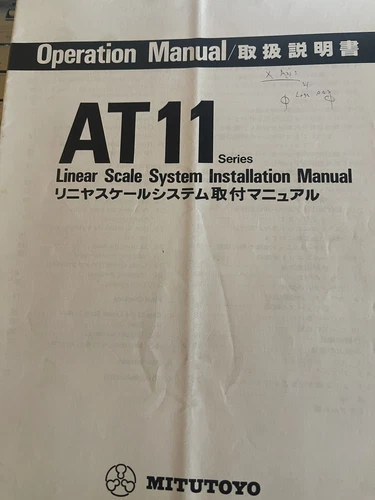 Operation Manual/取扱説明書
X Axis
AT11 Series
Linear Scale System Installation Manual
リニヤスケールシステム取付マニュアル
MITUTOYO